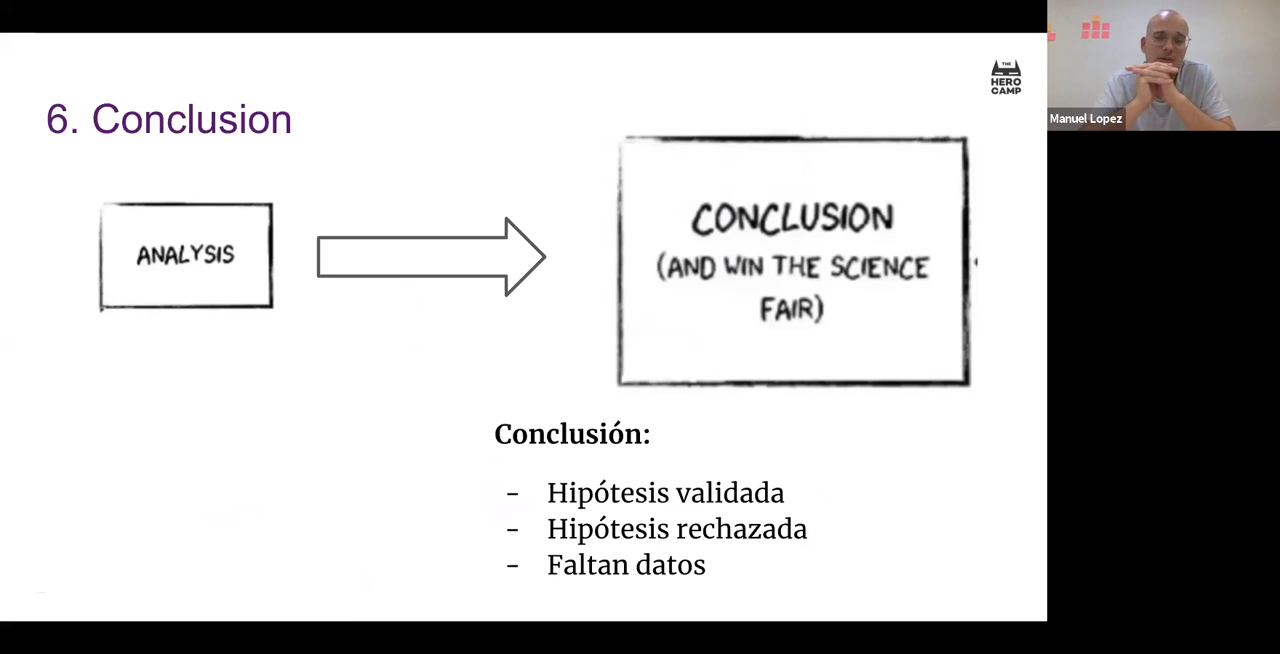 THE
HERO
CAMP
6. Conclusion
ANALYSIS
CONCLUSION
(AND WIN THE SCIENCE
FAIR)
Conclusión:
- Hipótesis validada
- Hipótesis rechazada
- Faltan datos
Manuel Lopez